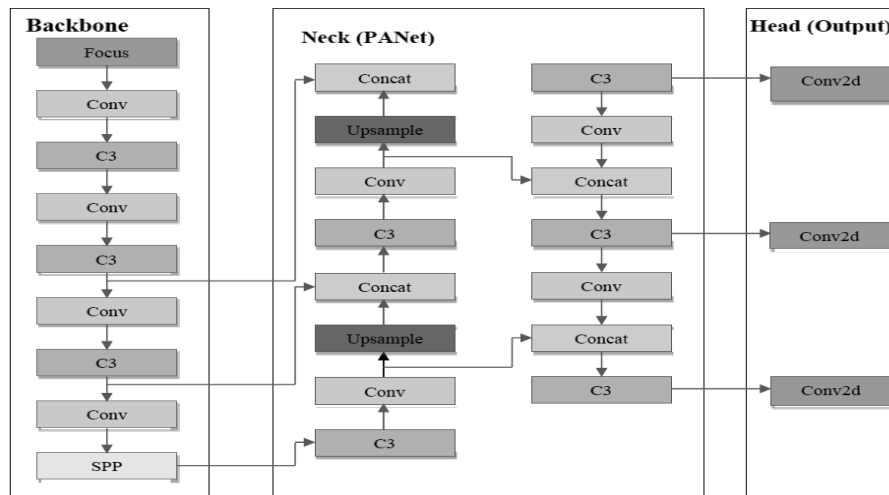 Backbone
Focus
Conv
C3
Conv
C3
Conv
C3
Conv
SPP
Neck (PANet)
Concat
Upsample
Conv
C3
Concat
Upsample
Conv
C3
C3
Conv
Concat
C3
Conv
Concat
C3
Head (Output)
Conv2d
Conv2d
Conv2d